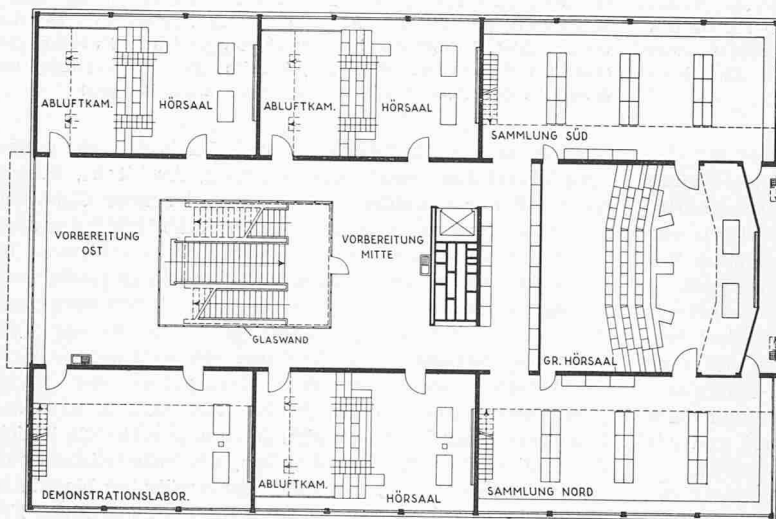 ABLUFTKAM.
HÖRSAAL
ABLUFTKAM.
HÖRSAAL
SAMMLUNG SÜD
VORBEREITUNG
OST
VORBEREITUNG
MITTE
GLASWAND
GR. HÖRSAAL
DEMONSTRATIONSLABOR.
ABLUFTKAM.
HÖRSAAL
SAMMLUNG NORD